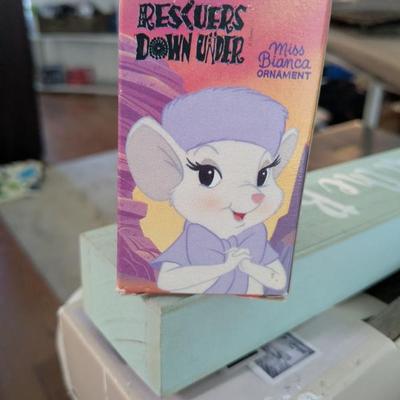 RESCUERS
DOWN UNDER
Miss
Bianca
ORNAMENT